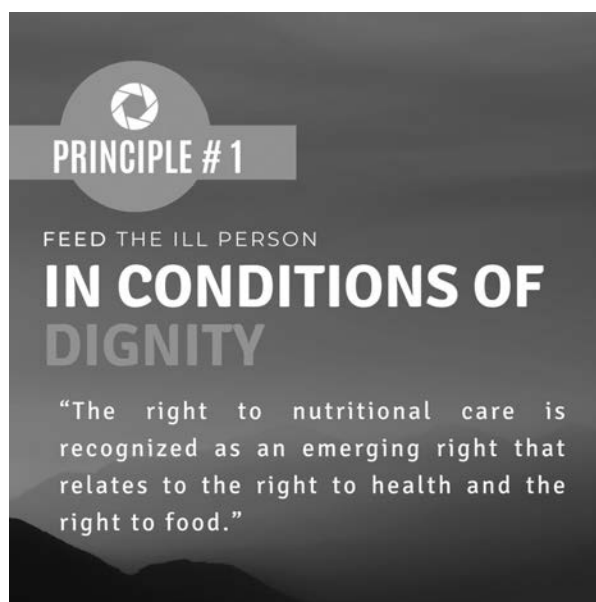 PRINCIPLE # 1
FEED THE ILL PERSON
IN CONDITIONS OF
DIGNITY
“The right to nutritional care is
recognized as an emerging right that
relates to the right to health and the
right to food.”